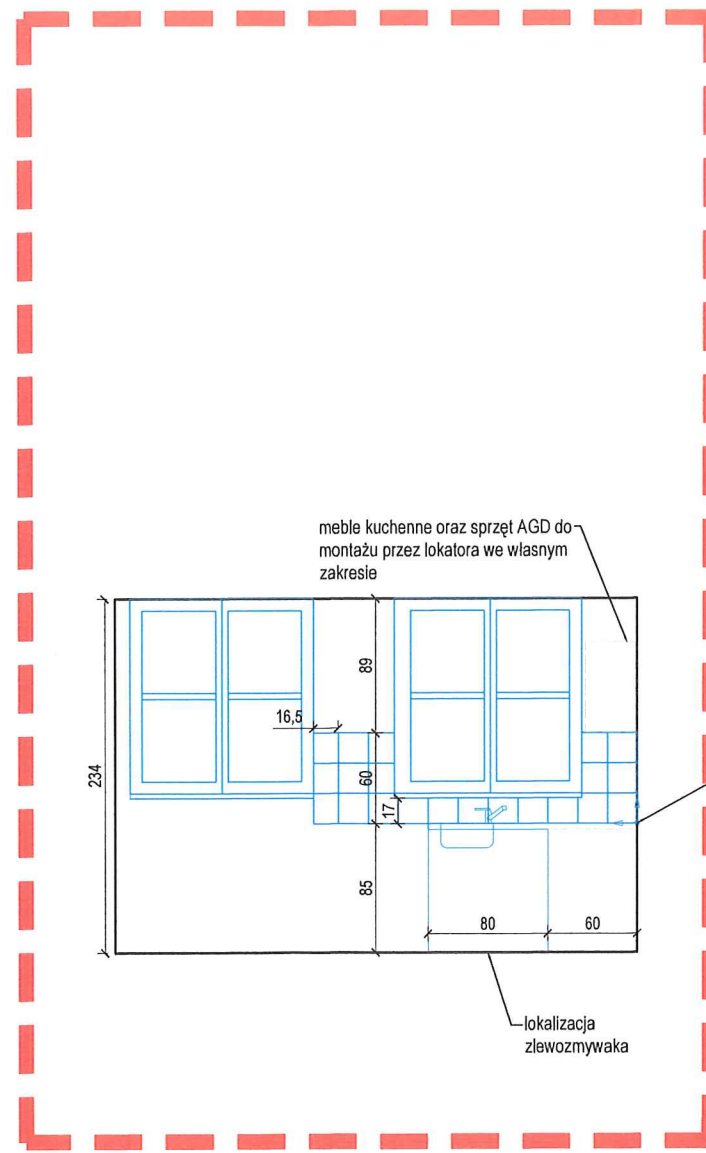 meble kuchenne oraz sprzęt AGD do
montażu przez lokatora we własnym
zakresie
89
16,5
234
60
17
85
80
60
lokalizacja
zlewozmywaka